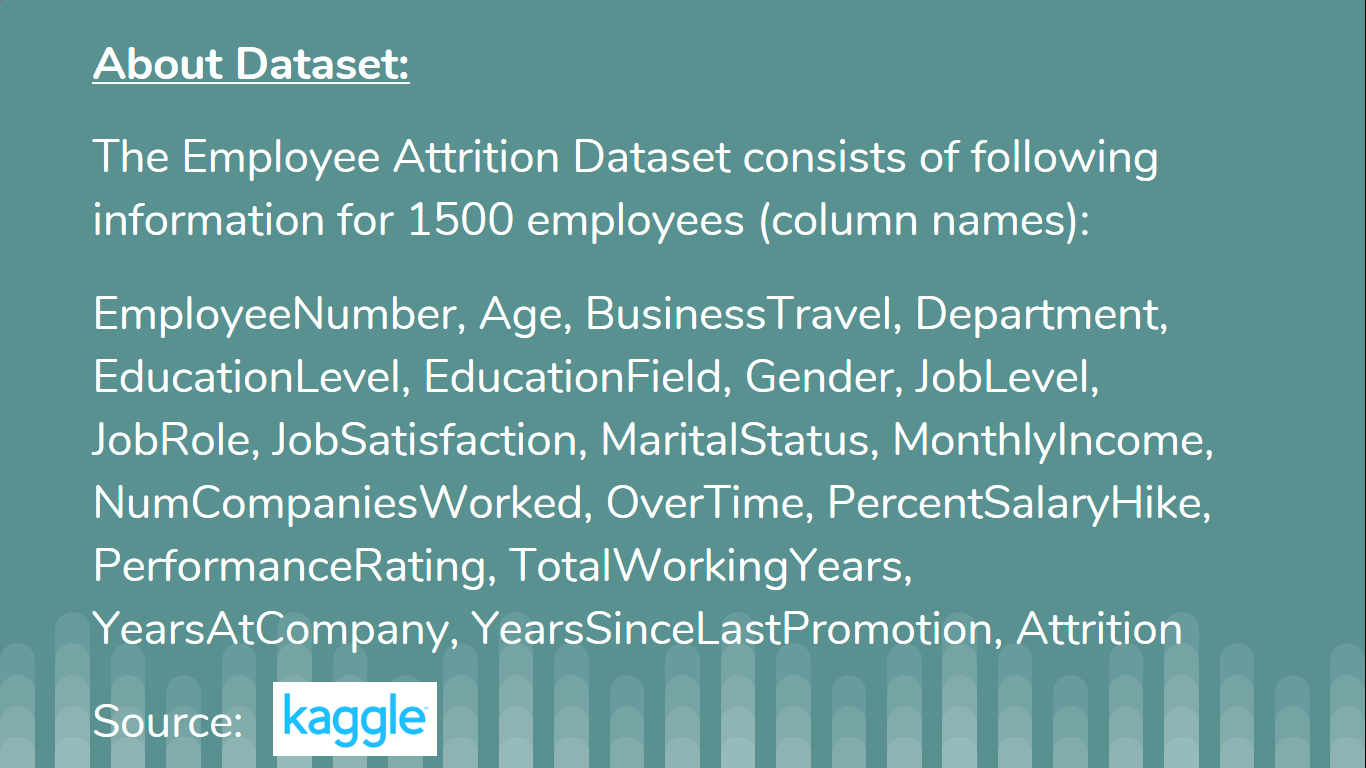 About Dataset:
The Employee Attrition Dataset consists of following
information for 1500 employees (column names):
EmployeeNumber, Age, BusinessTravel, Department,
EducationLevel, EducationField, Gender, JobLevel,
JobRole, JobSatisfaction, MaritalStatus, MonthlyIncome,
NumCompaniesWorked, OverTime, PercentSalaryHike,
PerformanceRating, TotalWorkingYears,
YearsAtCompany, YearsSinceLastPromotion, Attrition
Source: kaggle™